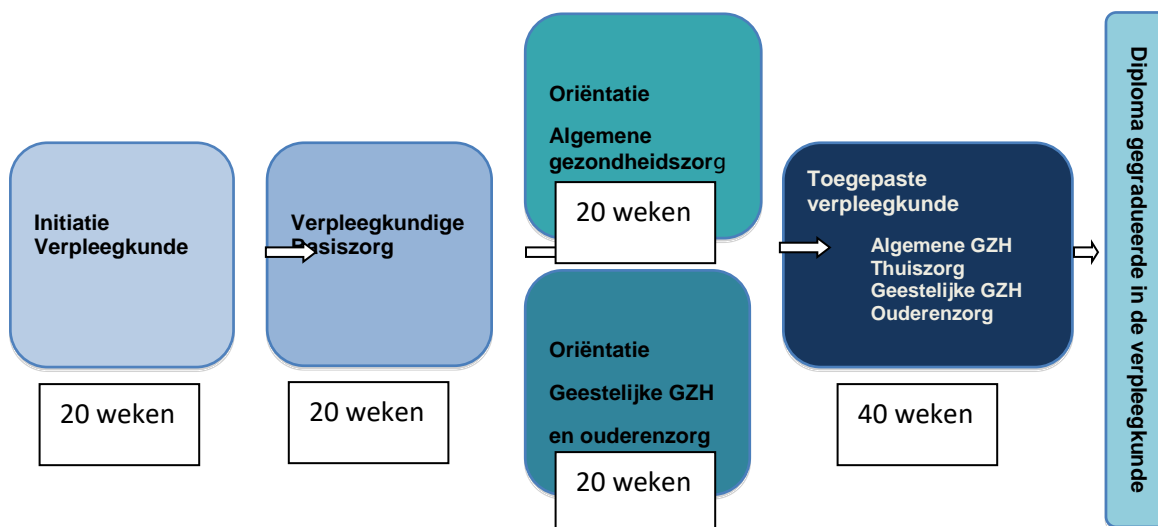 Initiatie
Verpleegkunde
20 weken
Verpleegkundige
Basiszorg
20 weken
Oriëntatie
Algemene
gezondheidszorg
20 weken
Oriëntatie
Geestelijke GZH
en ouderenzorg
20 weken
Toegepaste
verpleegkunde
Algemene GZH
Thuiszorg
Geestelijke GZH
Ouderenzorg
40 weken
Diploma gegradueerde in de verpleegkunde